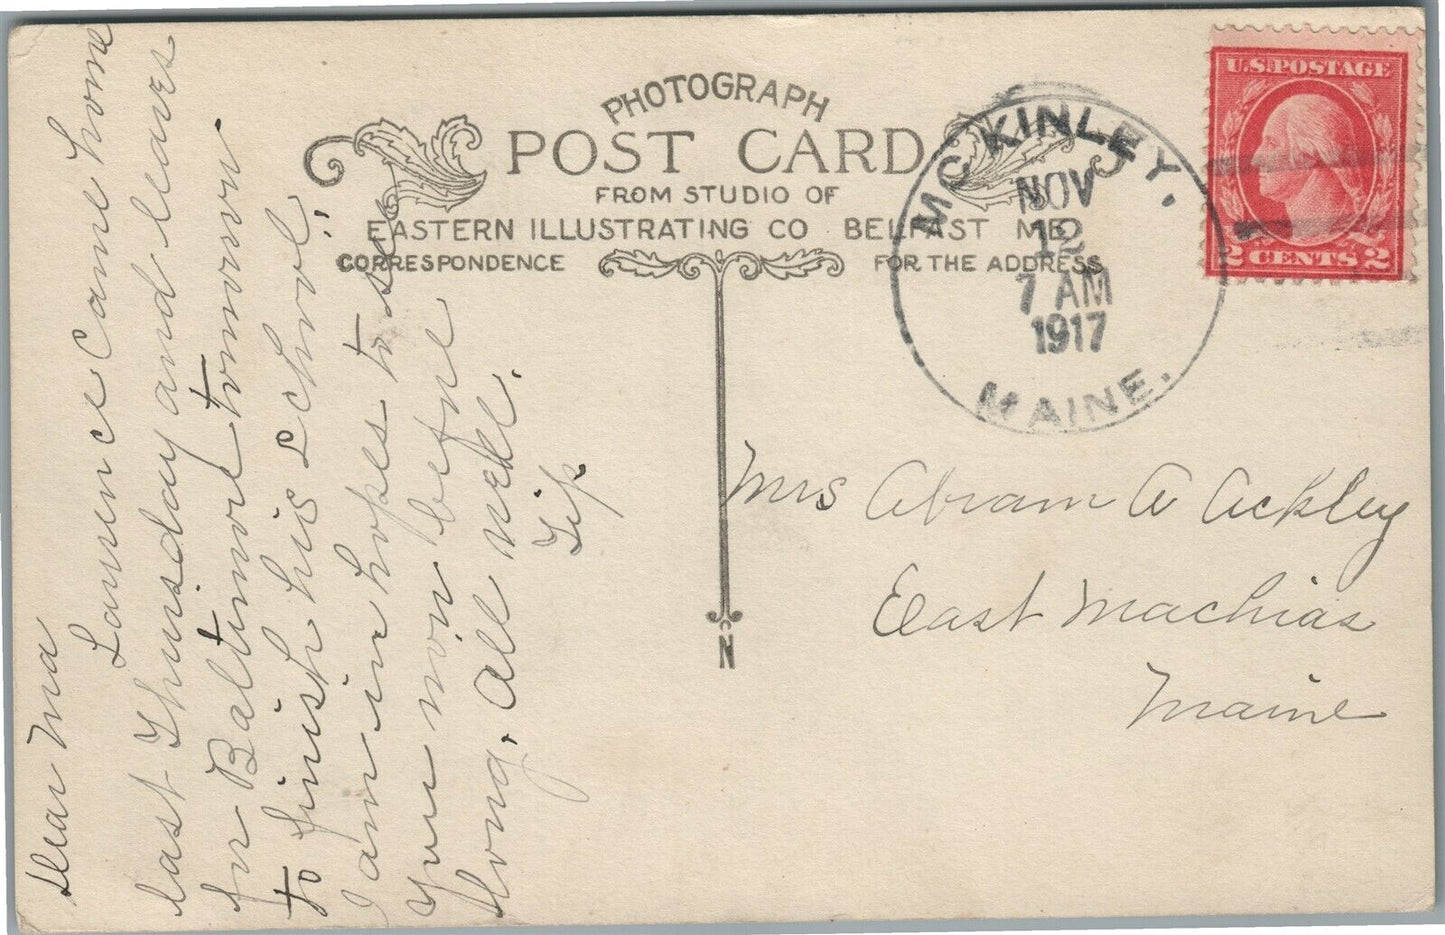 PHOTOGRAPH
POST CARD
FROM STUDIO OF
EASTERN ILLUSTRATING CO BELFAST ME.
CORRESPONDENCE
FOR THE ADDRESS
N
MCKINLEY.
NOV
12
7 AM
1917
MAINE.
U.S. POSTAGE
2 CENTS 2
Dear Ma
Lawrence Came home
last Thursday and leaves
for Baltimore tomorrow
to finish his School!
I am in hopes to see
You mon before
long. All well.
Tip
Mrs Abram A Ackley
East Machias
Maine